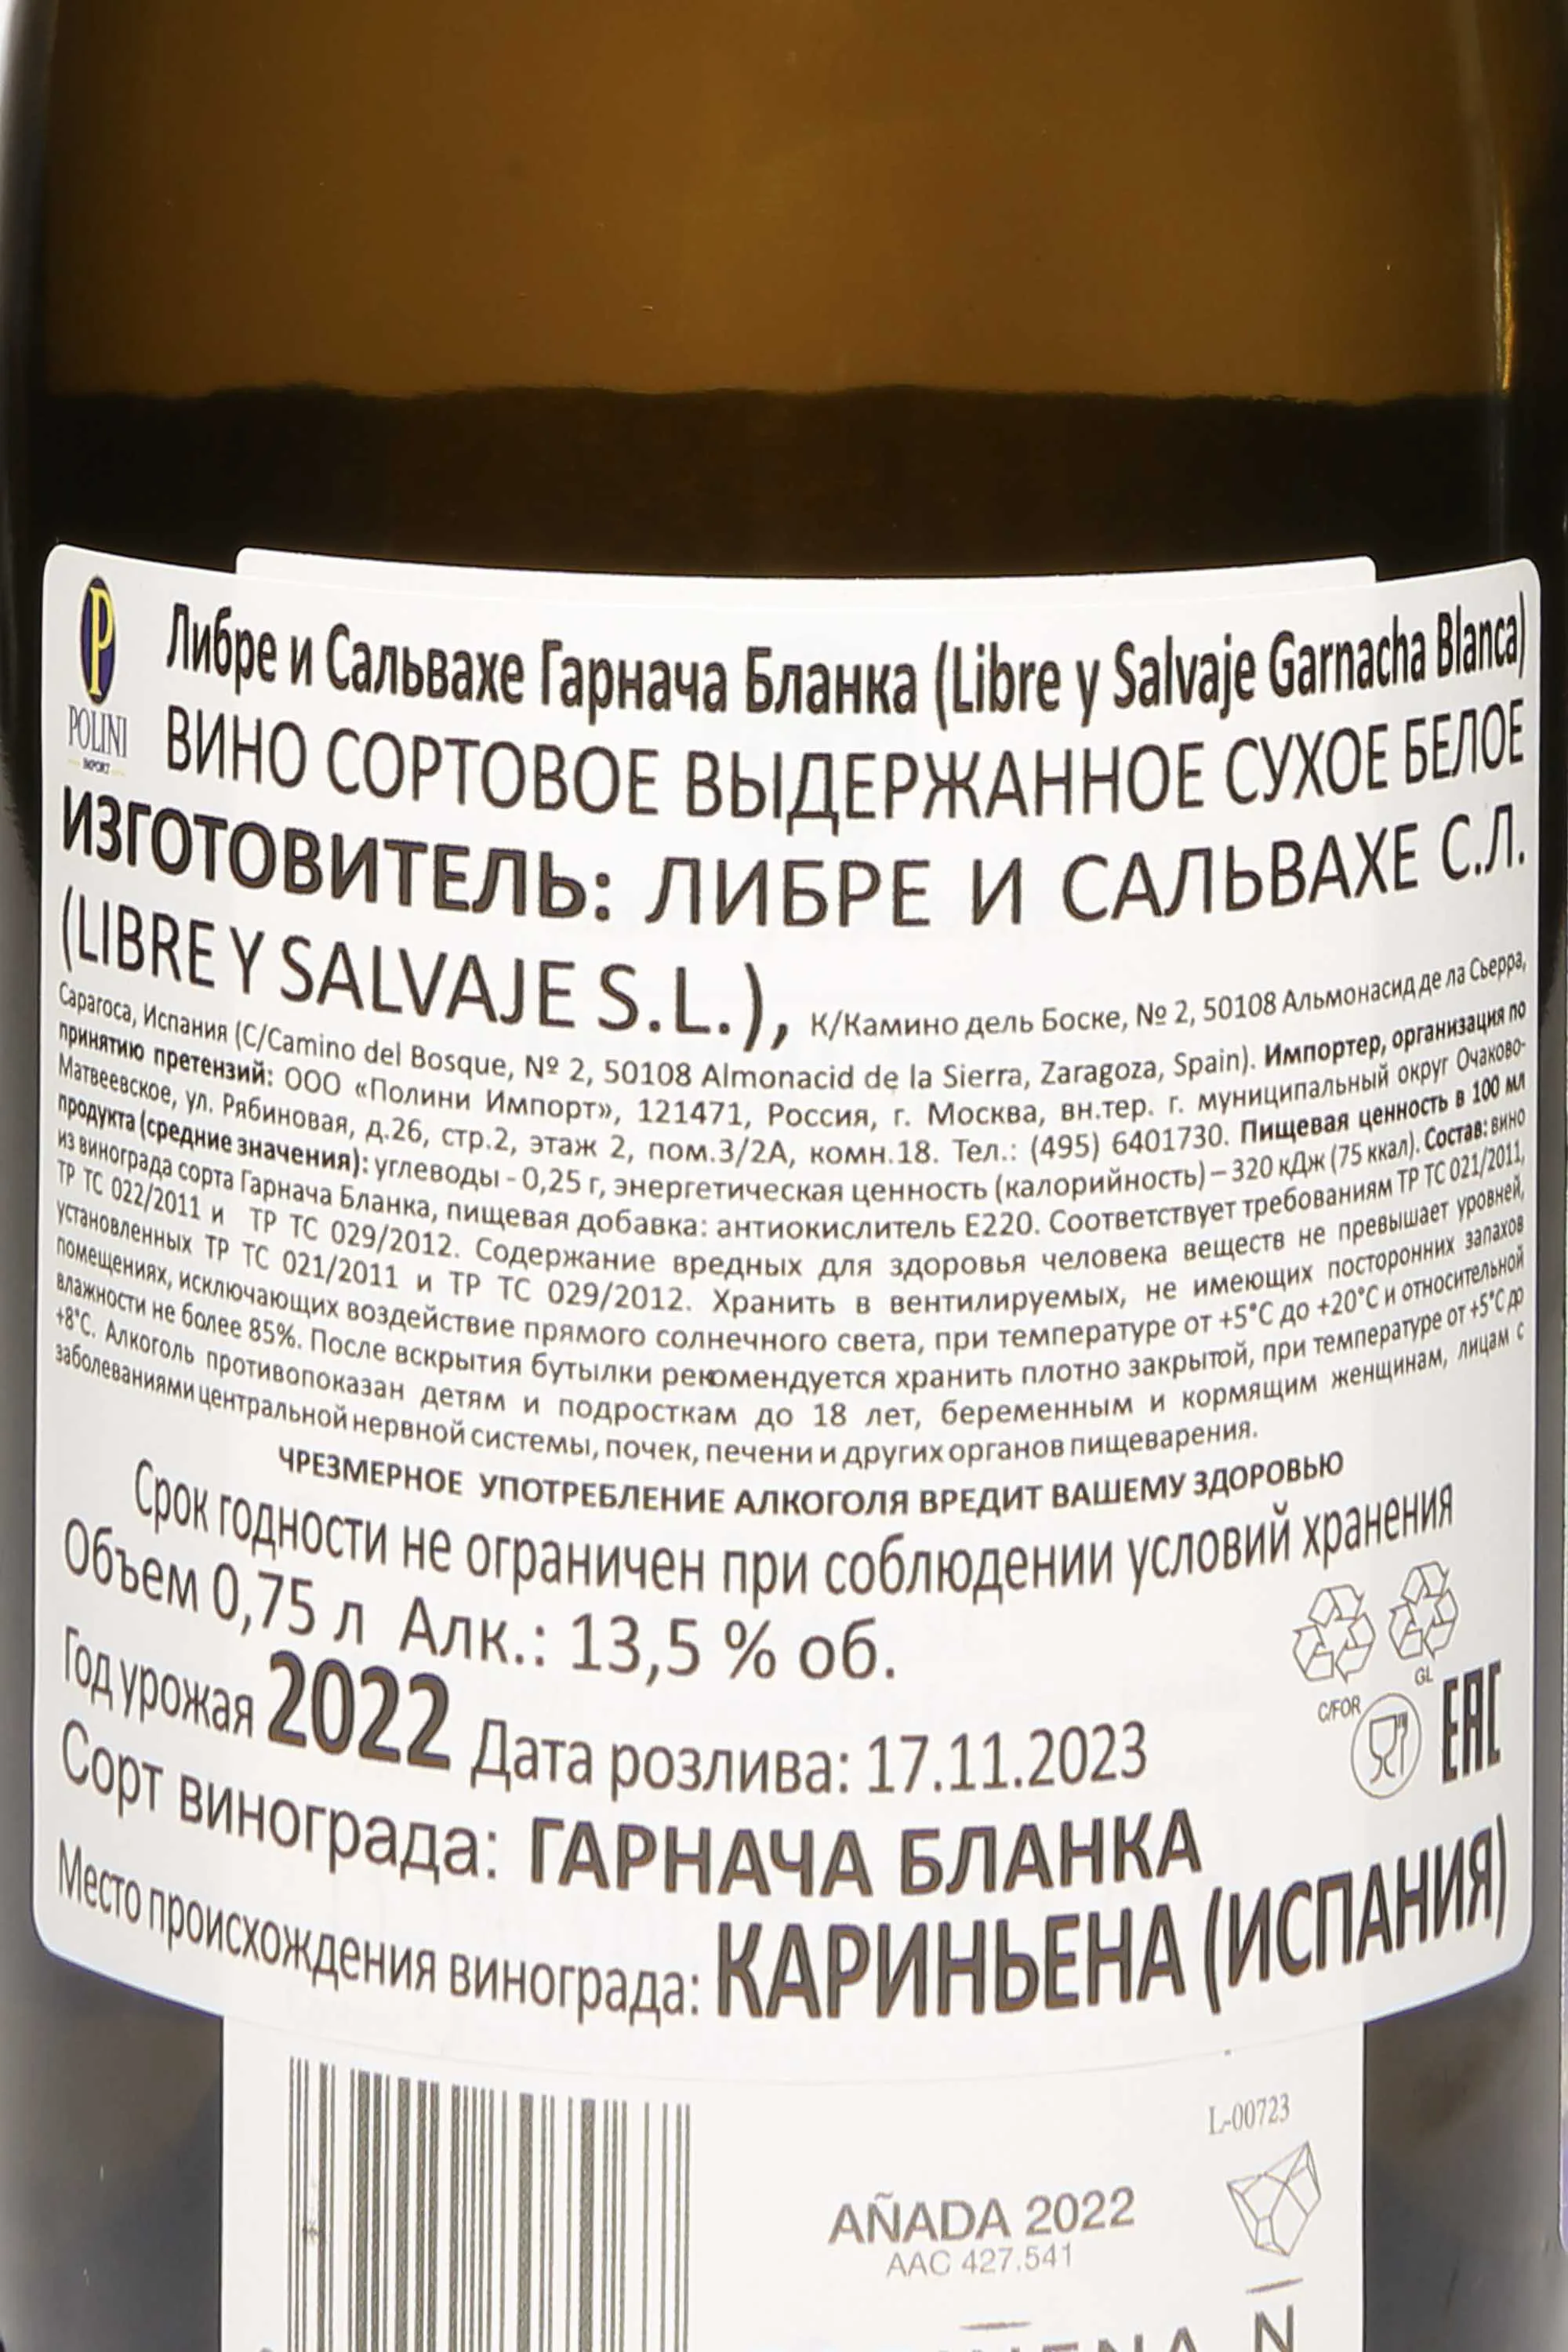 P
POLINI
IMPORT
Либре и Сальвахе Гарнача Бланка (Libre y Salvaje Garnacha Blanca)
ВИНО СОРТОВОЕ ВЫДЕРЖАННОЕ СУХОЕ БЕЛОЕ
ИЗГОТОВИТЕЛЬ: ЛИБРЕ И САЛЬВАХЕ С.Л.
(LIBRE Y SALVAJE S.L.), К/Камино дель Боске, № 2, 50108 Альмонасид де ла Сьерра,
Сарагоса, Испания (C/Camino del Bosque, Nº 2, 50108 Almonacid de la Sierra, Zaragoza, Spain). Импортер, организация по
принятию претензий: ООО «Полини Импорт», 121471, Россия, г. Москва, вн.тер. г. муниципальный округ Очаково-
Матвеевское, ул. Рябиновая, д.26, стр.2, этаж 2, пом.3/2А, комн.18. Тел.: (495) 6401730. Пищевая ценность в 100 мл
продукта (средние значения): углеводы - 0,25 г, энергетическая ценность (калорийность) – 320 кДж (75 ккал). Состав: вино
из винограда сорта Гарнача Бланка, пищевая добавка: антиокислитель Е220. Соответствует требованиям ТР ТС 021/2011,
ТР ТС 022/2011 и ТР ТС 029/2012. Содержание вредных для здоровья человека веществ не превышает уровней,
установленных ТР ТС 021/2011 и ТР ТС 029/2012. Хранить в вентилируемых, не имеющих посторонних запахов
помещениях, исключающих воздействие прямого солнечного света, при температуре от +5°С до +20°С и относительной
влажности не более 85%. После вскрытия бутылки рекомендуется хранить плотно закрытой, при температуре от +5°С до
+8°С. Алкоголь противопоказан детям и подросткам до 18 лет, беременным и кормящим женщинам, лицам с
заболеваниями центральной нервной системы, почек, печени и других органов пищеварения.
ЧРЕЗМЕРНОЕ УПОТРЕБЛЕНИЕ АЛКОГОЛЯ ВРЕДИТ ВАШЕМУ ЗДОРОВЬЮ
Срок годности не ограничен при соблюдении условий хранения
Объем 0,75 л Алк.: 13,5 % об.
Год урожая 2022 Дата розлива: 17.11.2023
C/FOR
GL
EAC
Сорт винограда: ГАРНАЧА БЛАНКА
Место происхождения винограда: КАРИНЬЕНА (ИСПАНИЯ)
L-00723
AÑADA 2022
AAC 427.541